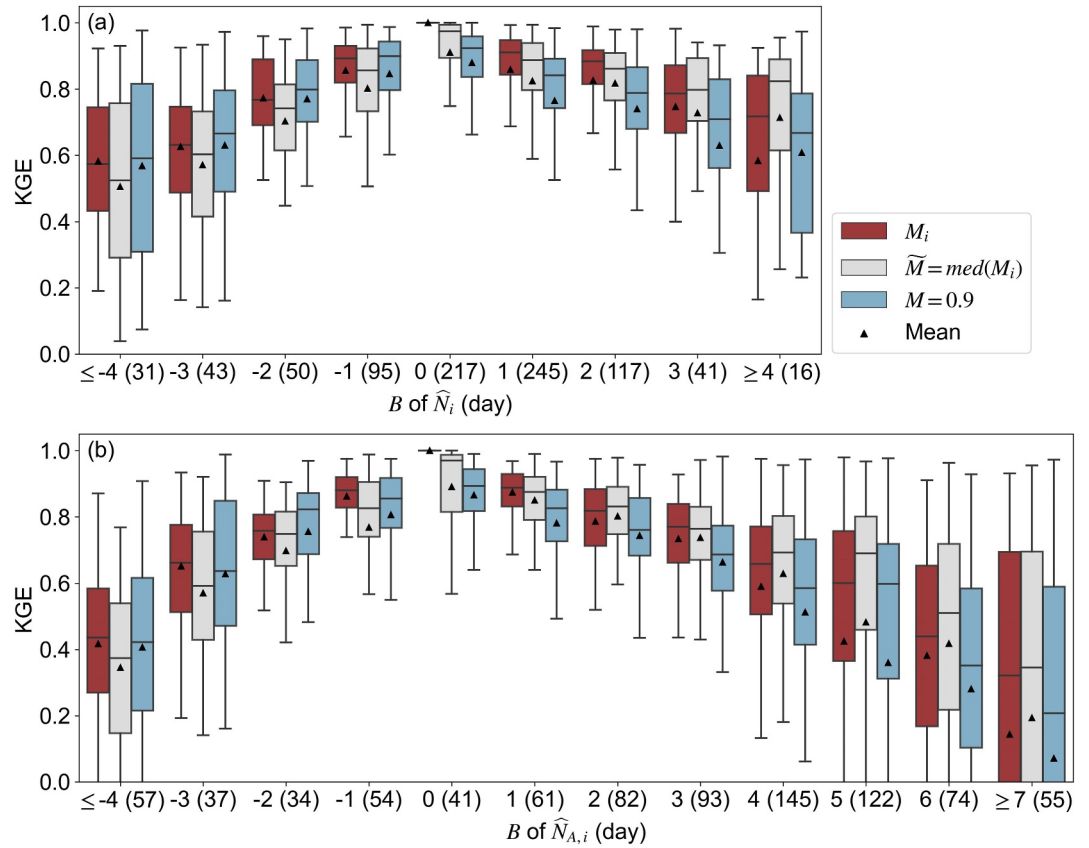 (a)
KGE
1.0
0.8
0.6
0.4
0.2
0.0
≤ -4 (31) -3 (43) -2 (50) -1 (95) 0 (217) 1 (245) 2 (117) 3 (41) ≥ 4 (16)
B of N̂_i (day)
M_i
M̃ = med(M_i)
M = 0.9
Mean
(b)
KGE
1.0
0.8
0.6
0.4
0.2
0.0
≤ -4 (57) -3 (37) -2 (34) -1 (54) 0 (41) 1 (61) 2 (82) 3 (93) 4 (145) 5 (122) 6 (74) ≥ 7 (55)
B of N̂_{A,i} (day)